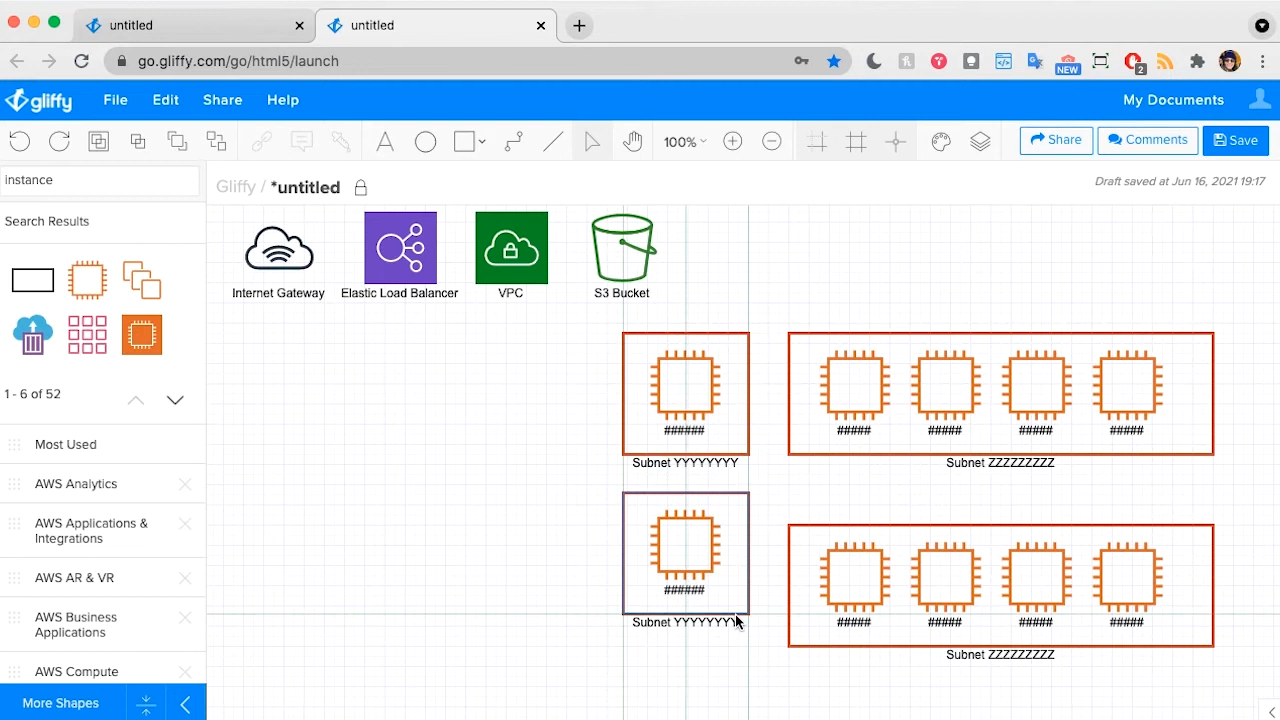 untitled
untitled
go.gliffy.com/go/html5/launch
NEW
2
gliffy
File
Edit
Share
Help
My Documents
A
100%
Share
Comments
Save
instance
Gliffy / *untitled
Draft saved at Jun 16, 2021 19:17
Search Results
Internet Gateway
Elastic Load Balancer
VPC
S3 Bucket
1 - 6 of 52
Most Used
AWS Analytics
AWS Applications &
Integrations
AWS AR & VR
AWS Business
Applications
AWS Compute
More Shapes
######
Subnet YYYYYYYY
#####
#####
#####
#####
Subnet ZZZZZZZZZ
######
Subnet YYYYYYYY
#####
#####
#####
#####
Subnet ZZZZZZZZZ